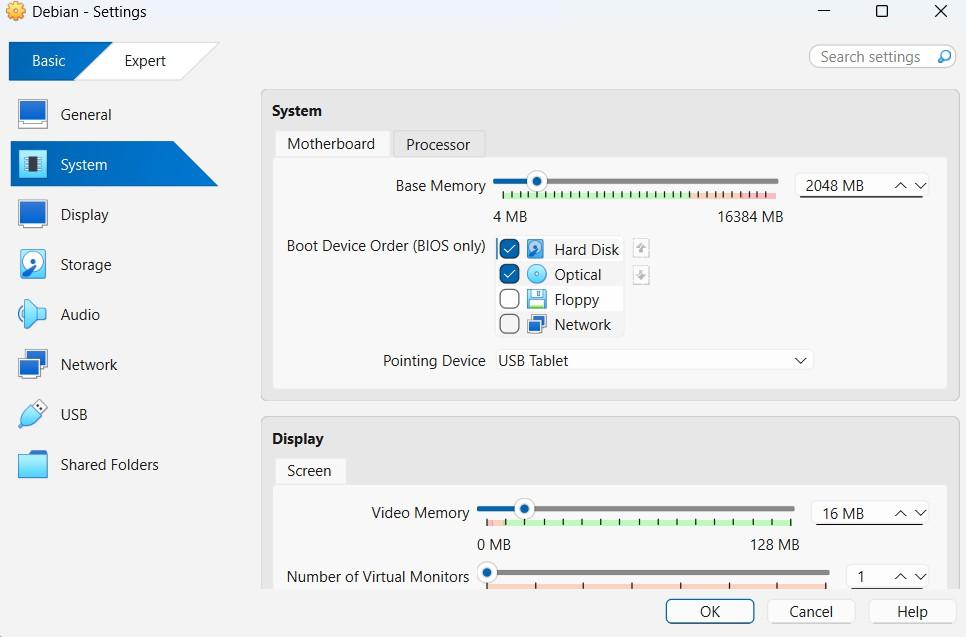 Debian - Settings
Basic Expert Search settings
General
System
Display
Storage
Audio
Network
USB
Shared Folders
System
Motherboard Processor
Base Memory 2048 MB
4 MB 16384 MB
Boot Device Order (BIOS only) Hard Disk
Optical
Floppy
Network
Pointing Device USB Tablet
Display
Screen
Video Memory 16 MB
0 MB 128 MB
Number of Virtual Monitors 1
OK Cancel Help